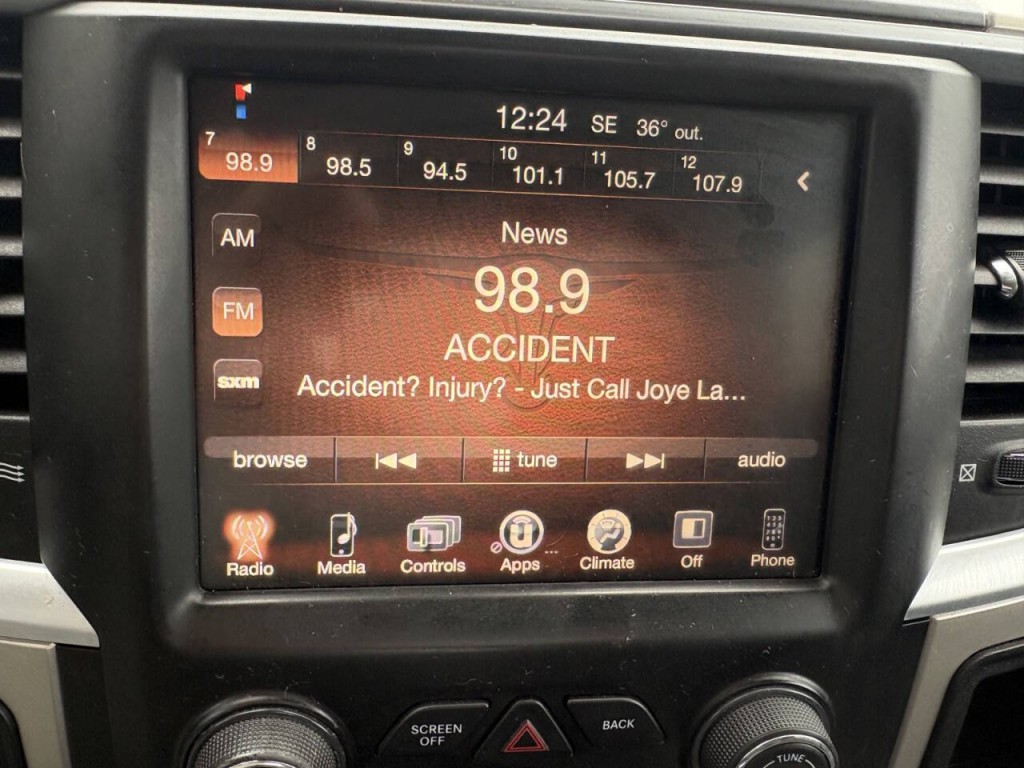 12:24 SE 36° out.
7 98.9 8 98.5 9 94.5 10 101.1 11 105.7 12 107.9
AM
News
98.9
FM
ACCIDENT
sxm
Accident? Injury? - Just Call Joye La...
browse tune audio
Radio Media Controls Apps ... Climate Off Phone
SCREEN OFF
BACK
TUNE